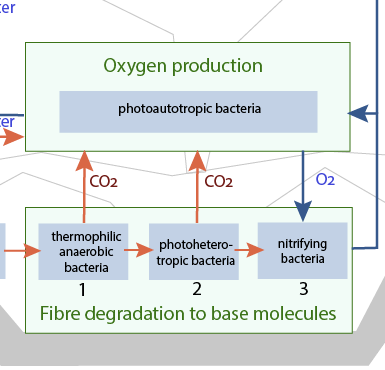 Oxygen production
photoautotropic bacteria
CO2
CO2
O2
thermophilic
anaerobic
bacteria
photohetero-
tropic bacteria
nitrifying
bacteria
1
2
3
Fibre degradation to base molecules